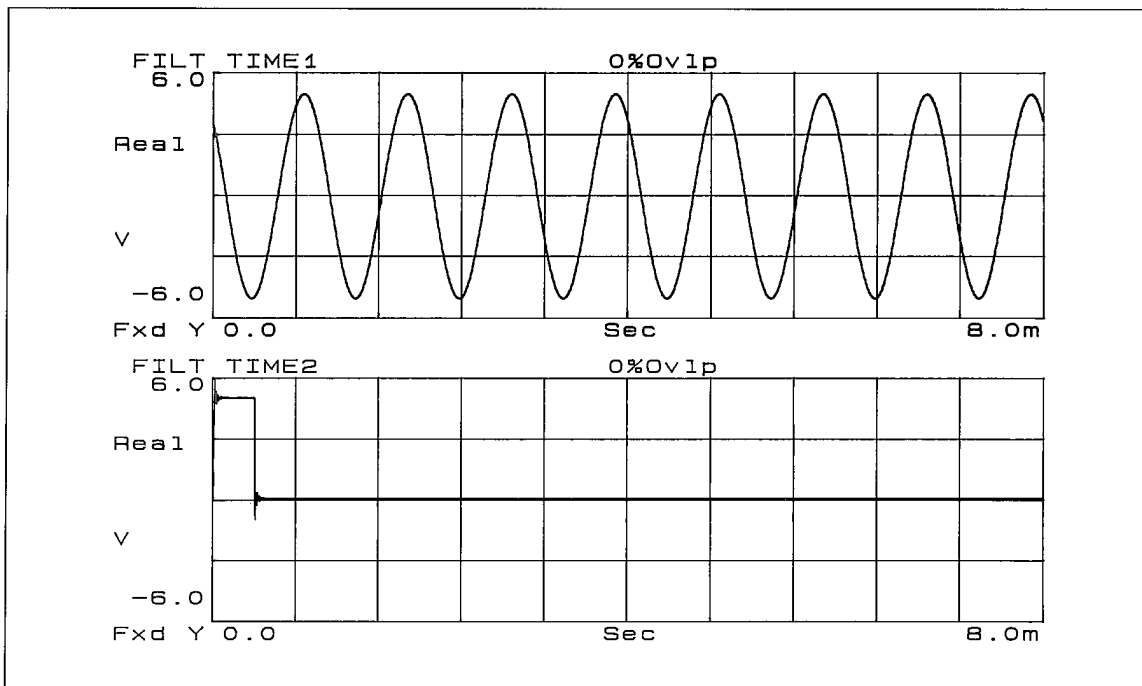 FILT TIME1 0%Ovlp
6.0
Real
V
-6.0
Fxd Y 0.0 Sec 8.0m
FILT TIME2 0%Ovlp
6.0
Real
V
-6.0
Fxd Y 0.0 Sec 8.0m